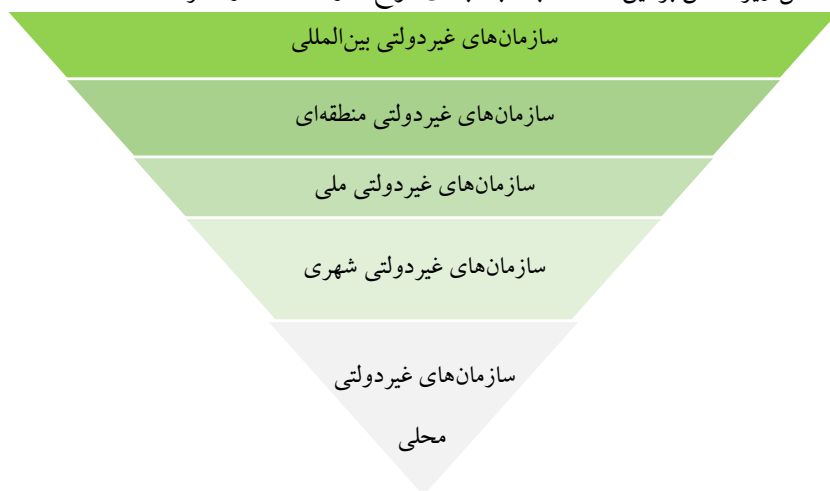 سازمان‌های غیردولتی بین‌المللی
سازمان‌های غیردولتی منطقه‌ای
سازمان‌های غیردولتی ملی
سازمان‌های غیردولتی شهری
سازمان‌های غیردولتی
محلی